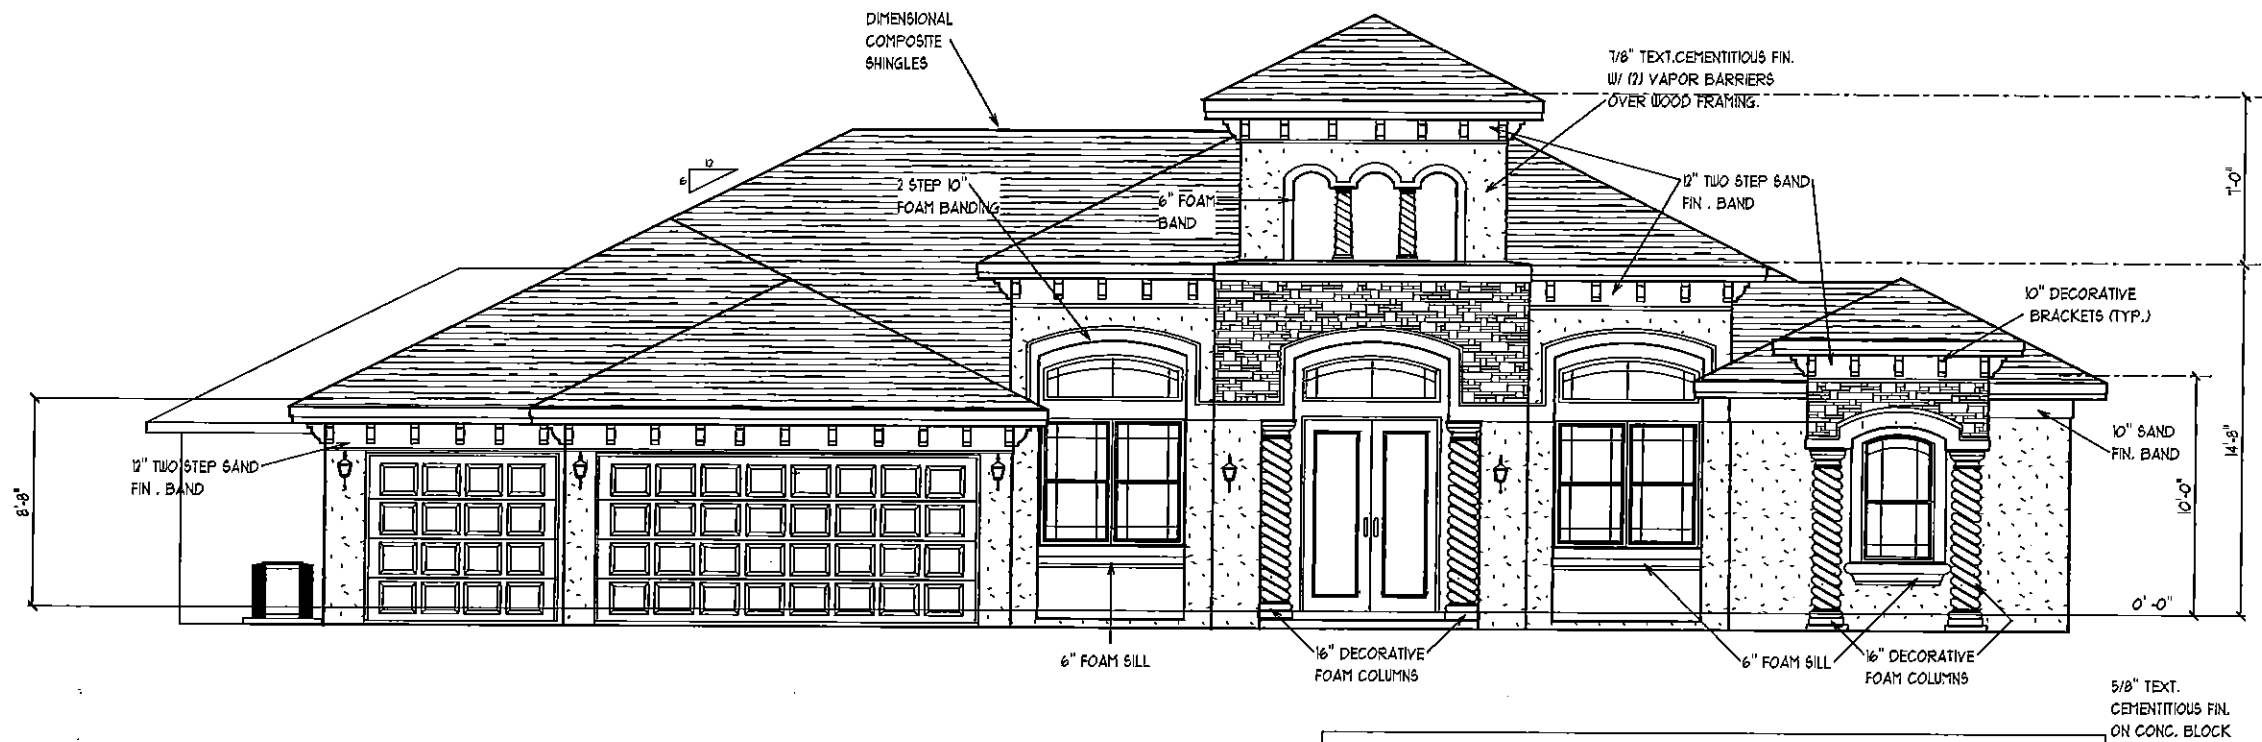 DIMENSIONAL
COMPOSITE
SHINGLES
7/8" TEXT.CEMENTITIOUS FIN.
W/ (2) VAPOR BARRIERS
OVER WOOD FRAMING.
12
6
2 STEP 10"
FOAM BANDING
6" FOAM
BAND
12" TWO STEP SAND
FIN . BAND
7'-0"
10" DECORATIVE
BRACKETS (TYP.)
12" TWO STEP SAND
FIN . BAND
8'-8"
10" SAND
FIN. BAND
14'-8"
10'-0"
0' -0"
6" FOAM SILL
16" DECORATIVE
FOAM COLUMNS
6" FOAM SILL
16" DECORATIVE
FOAM COLUMNS
5/8" TEXT.
CEMENTITIOUS FIN.
ON CONC. BLOCK